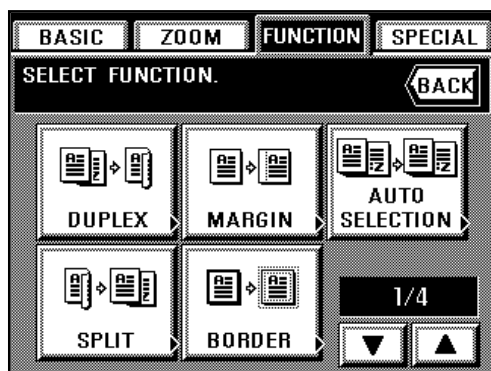 BASIC ZOOM FUNCTION SPECIAL
SELECT FUNCTION.
BACK
DUPLEX MARGIN AUTO SELECTION
SPLIT BORDER 1/4